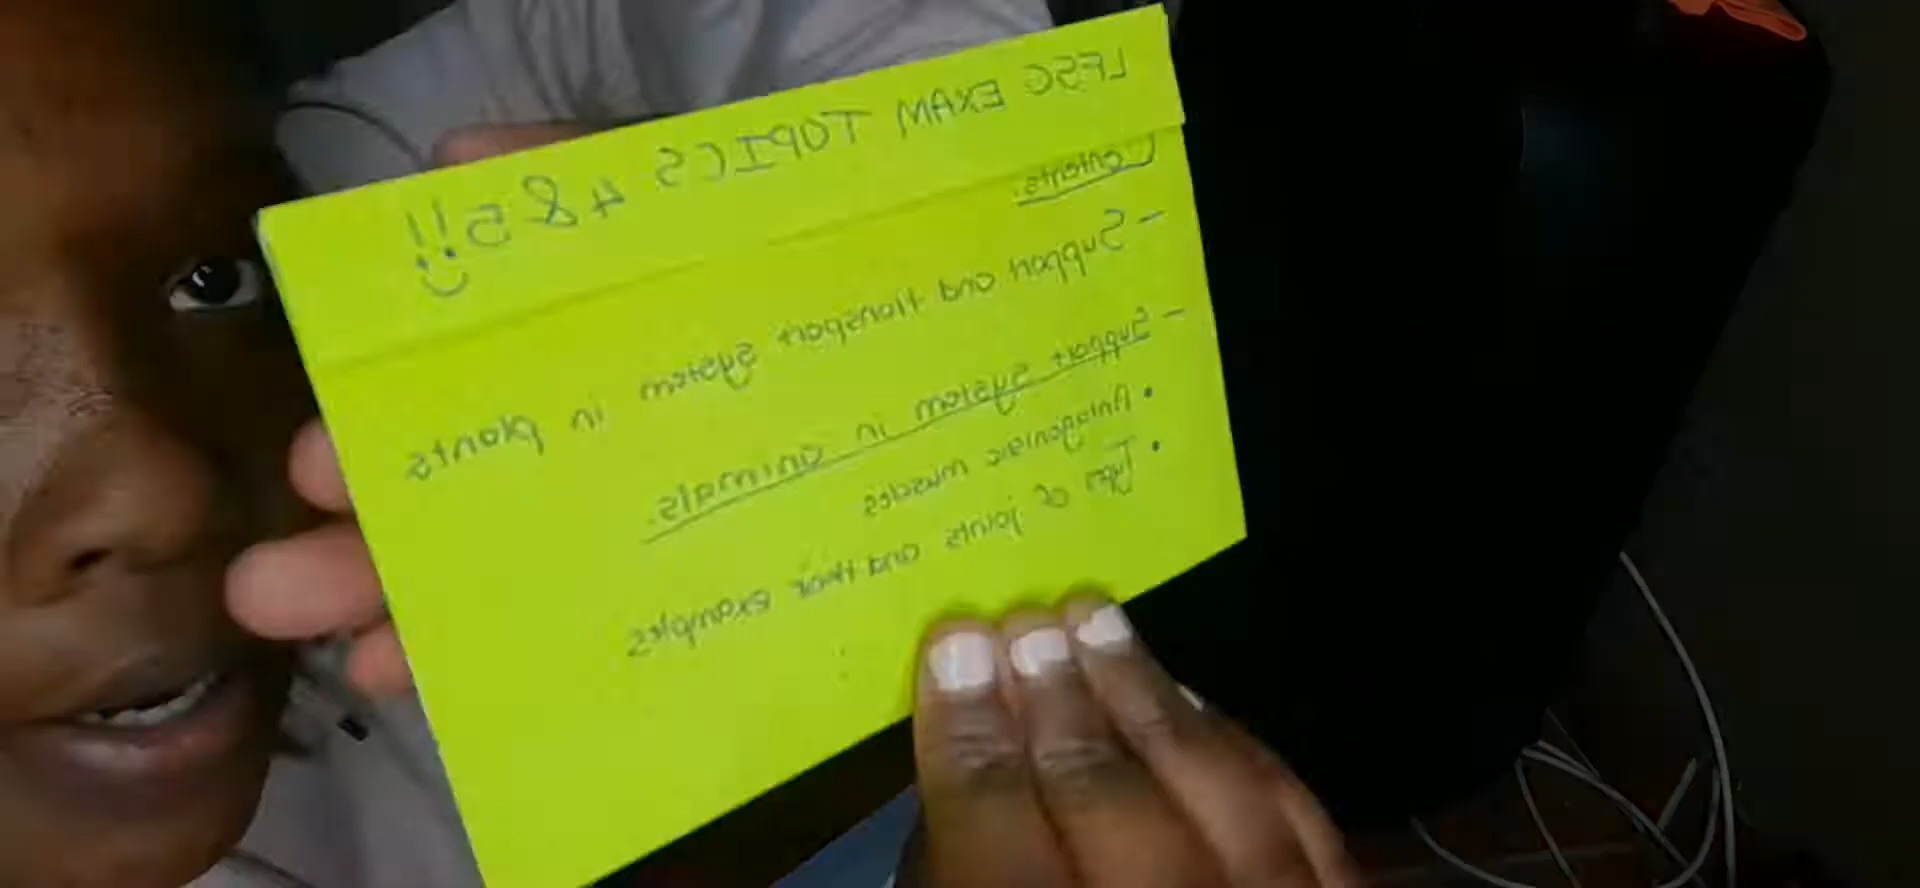 LFSC EXAM TOPICS 4 & 5!!
Contents.
- Support and transport system in plants
- Support system in animals.
• Antagonistic muscles
• Types of joints and their examples